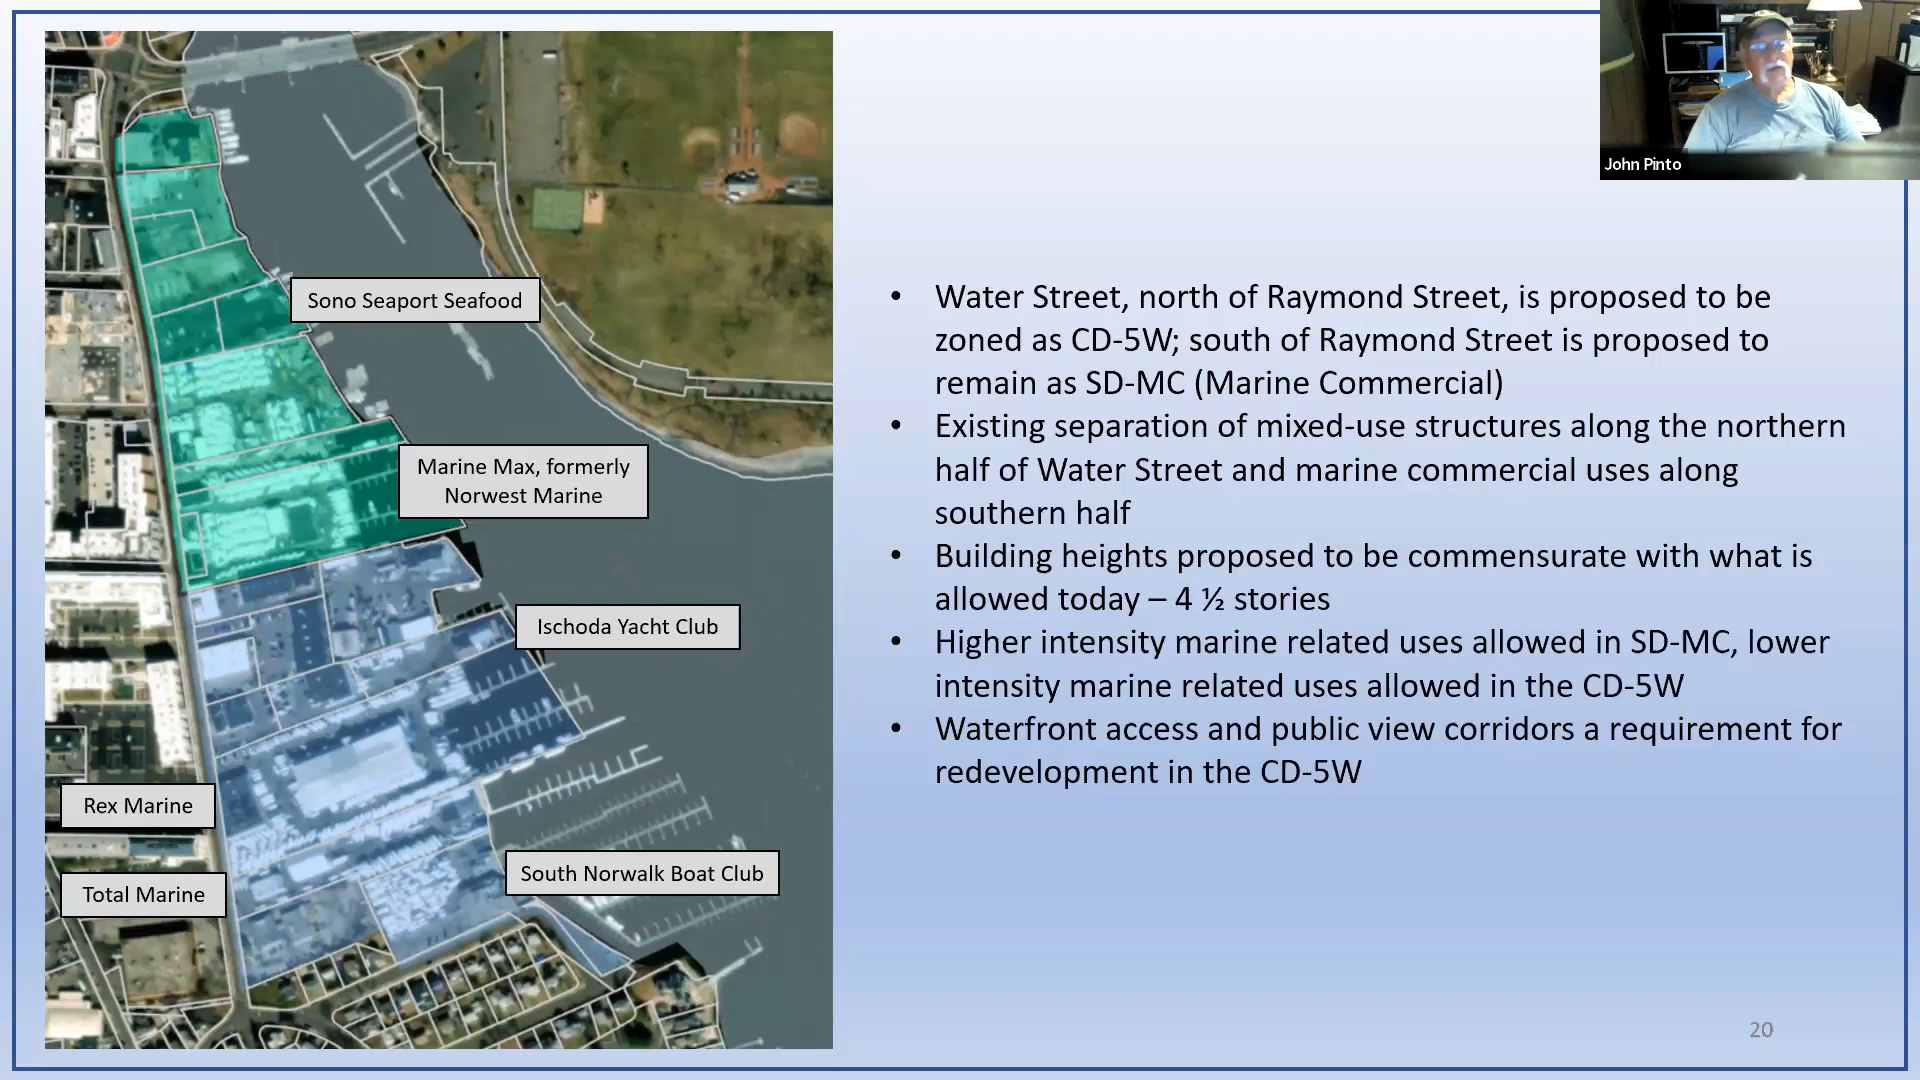 John Pinto
Sono Seaport Seafood
Marine Max, formerly
Norwest Marine
Ischoda Yacht Club
Rex Marine
South Norwalk Boat Club
Total Marine
• Water Street, north of Raymond Street, is proposed to be
zoned as CD-5W; south of Raymond Street is proposed to
remain as SD-MC (Marine Commercial)
• Existing separation of mixed-use structures along the northern
half of Water Street and marine commercial uses along
southern half
• Building heights proposed to be commensurate with what is
allowed today – 4 ½ stories
• Higher intensity marine related uses allowed in SD-MC, lower
intensity marine related uses allowed in the CD-5W
• Waterfront access and public view corridors a requirement for
redevelopment in the CD-5W
20